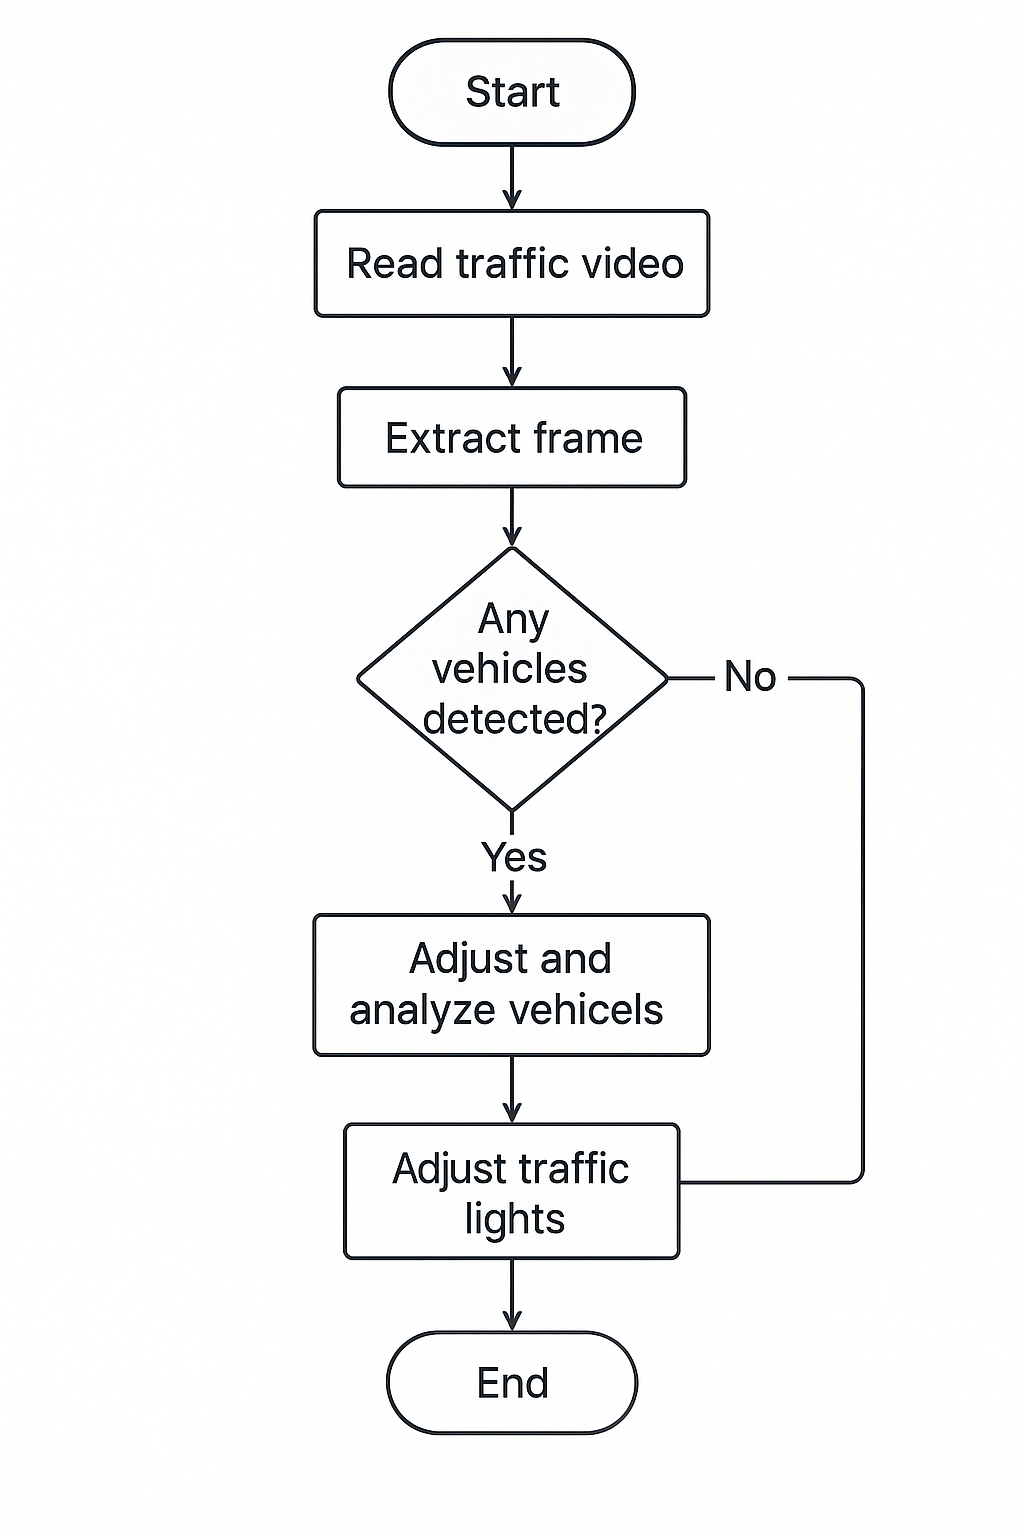 Start
Read traffic video
Extract frame
Any
vehicles
detected?
No
Yes
Adjust and
analyze vehicels
Adjust traffic
lights
End